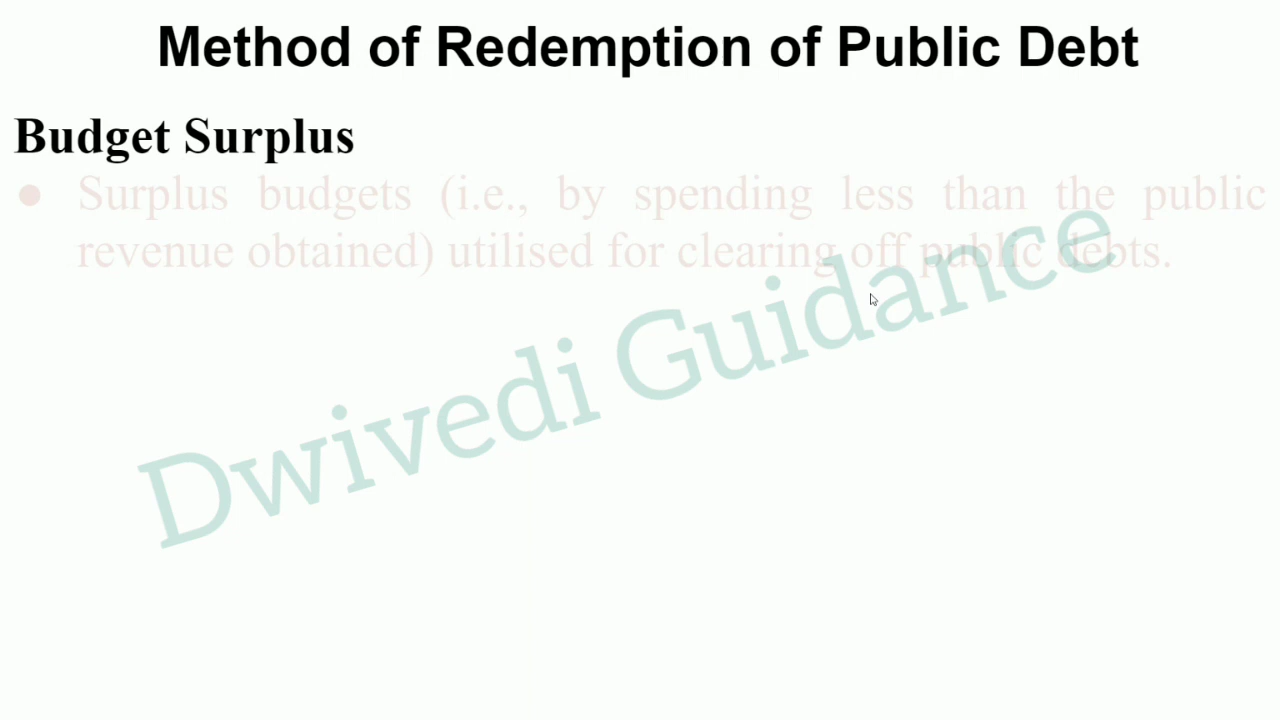 Method of Redemption of Public Debt
Budget Surplus
● Surplus budgets (i.e., by spending less than the public
revenue obtained) utilised for clearing off public debts.
Dwivedi Guidance